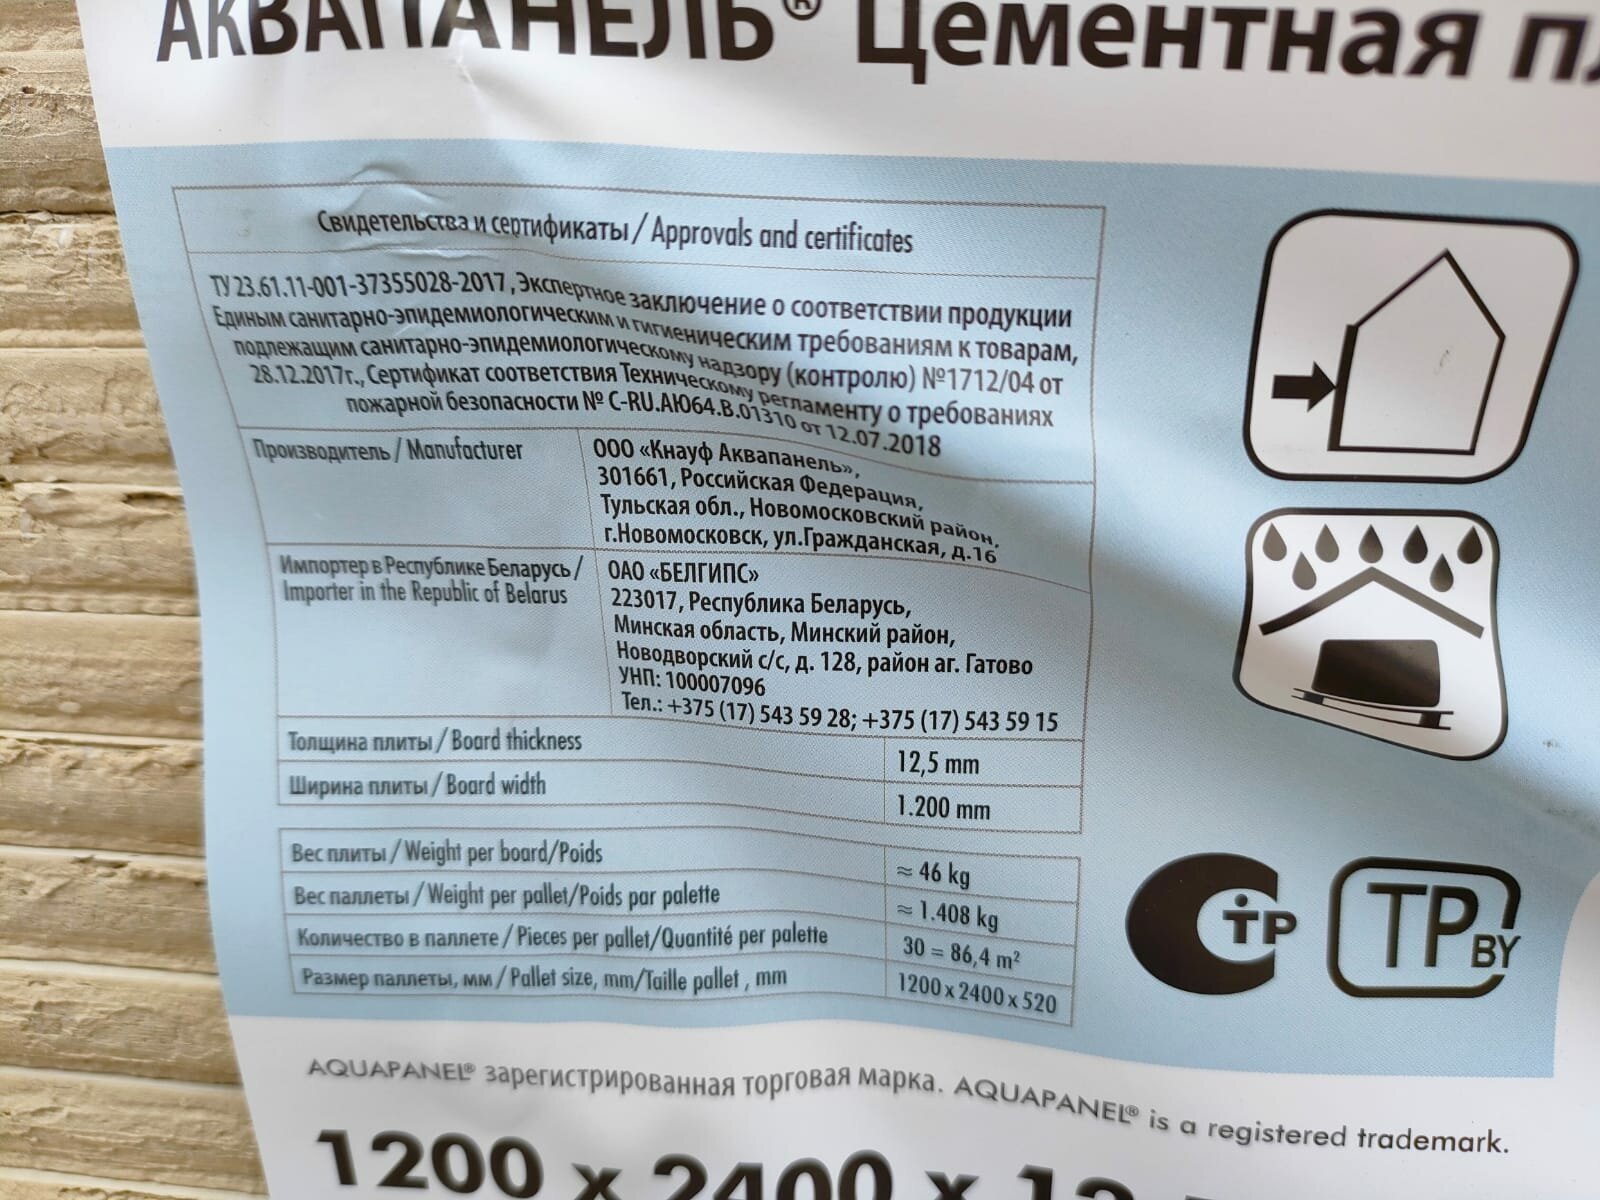 АКВАПАНЕЛЬ® Цементная
Свидетельства и сертификаты / Approvals and certificates
ТУ 23.61.11-001-37355028-2017, Экспертное заключение о соответствии продукции
Единым санитарно-эпидемиологическим и гигиеническим требованиям к товарам,
подлежащим санитарно-эпидемиологическому надзору (контролю) №1712/04 от
28.12.2017г., Сертификат соответствия Техническому регламенту о требованиях
пожарной безопасности № C-RU.АЮ64.В.01310 от 12.07.2018
Производитель / Manufacturer
ООО «Кнауф Аквапанель»,
301661, Российская Федерация,
Тульская обл., Новомосковский район,
г.Новомосковск, ул.Гражданская, д.16
Импортер в Республике Беларусь /
Importer in the Republic of Belarus
ОАО «БЕЛГИПС»
223017, Республика Беларусь,
Минская область, Минский район,
Новодворский с/с, д. 128, район аг. Гатово
УНП: 100007096
Тел.: +375 (17) 543 59 28; +375 (17) 543 59 15
Толщина плиты / Board thickness 12,5 mm
Ширина плиты / Board width 1.200 mm
Вес плиты / Weight per board/Poids ≈ 46 kg
Вес паллеты / Weight per pallet/Poids par palette ≈ 1.408 kg
Количество в паллете / Pieces per pallet/Quantité per palette 30 = 86,4 m²
Размер паллеты, мм / Pallet size, mm/Taille pallet , mm 1200 x 2400 x 520
ТР
TP BY
AQUAPANEL® зарегистрированная торговая марка. AQUAPANEL® is a registered trademark.
1200 x 2400 x